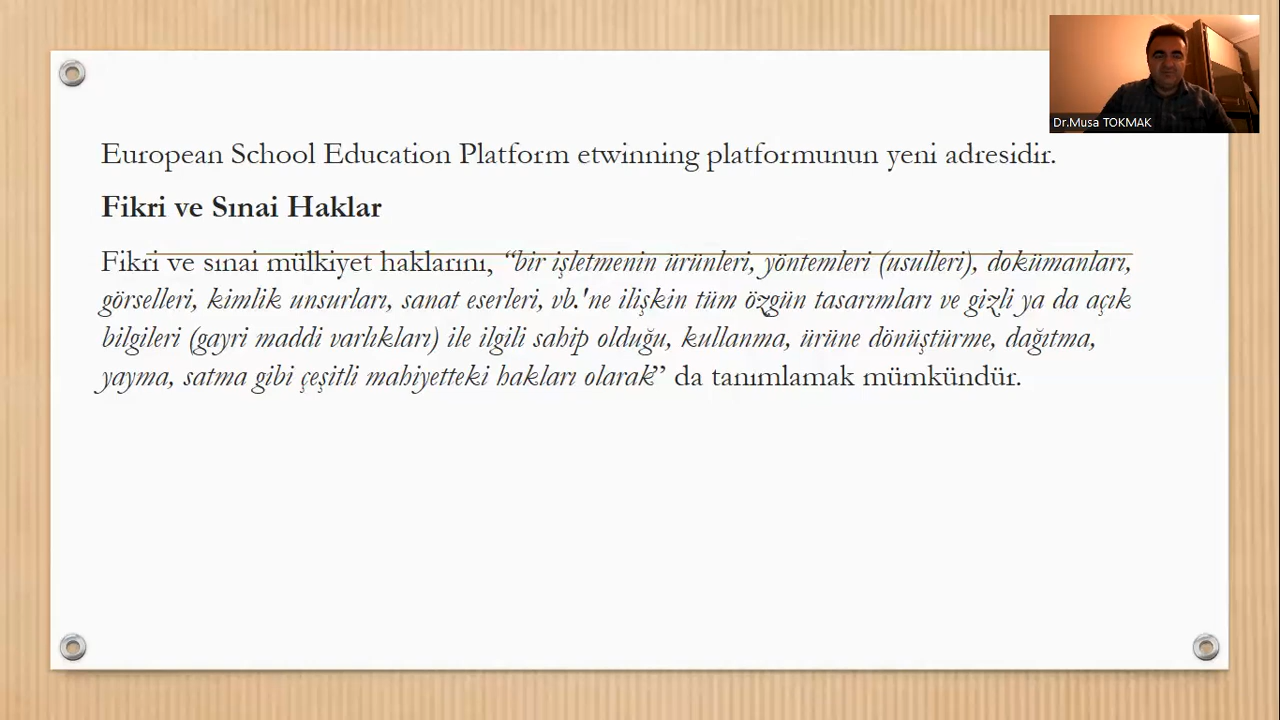 Dr.Musa TOKMAK
European School Education Platform etwinning platformunun yeni adresidir.
Fikri ve Sınai Haklar
Fikri ve sınai mülkiyet haklarını, “bir işletmenin ürünleri, yöntemleri (usulleri), dokümanları,
görselleri, kimlik unsurları, sanat eserleri, vb.'ne ilişkin tüm özgün tasarımları ve gizli ya da açık
bilgileri (gayri maddi varlıkları) ile ilgili sahip olduğu, kullanma, ürüne dönüştürme, dağıtma,
yayma, satma gibi çeşitli mahiyetteki hakları olarak” da tanımlamak mümkündür.